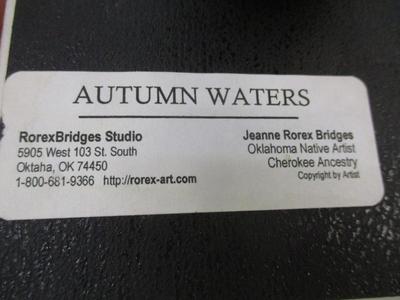 AUTUMN WATERS
RorexBridges Studio
5905 West 103 St. South
Oktaha, OK 74450
1-800-681-9366 http://rorex-art.com
Jeanne Rorex Bridges
Oklahoma Native Artist
Cherokee Ancestry
Copyright by Artist